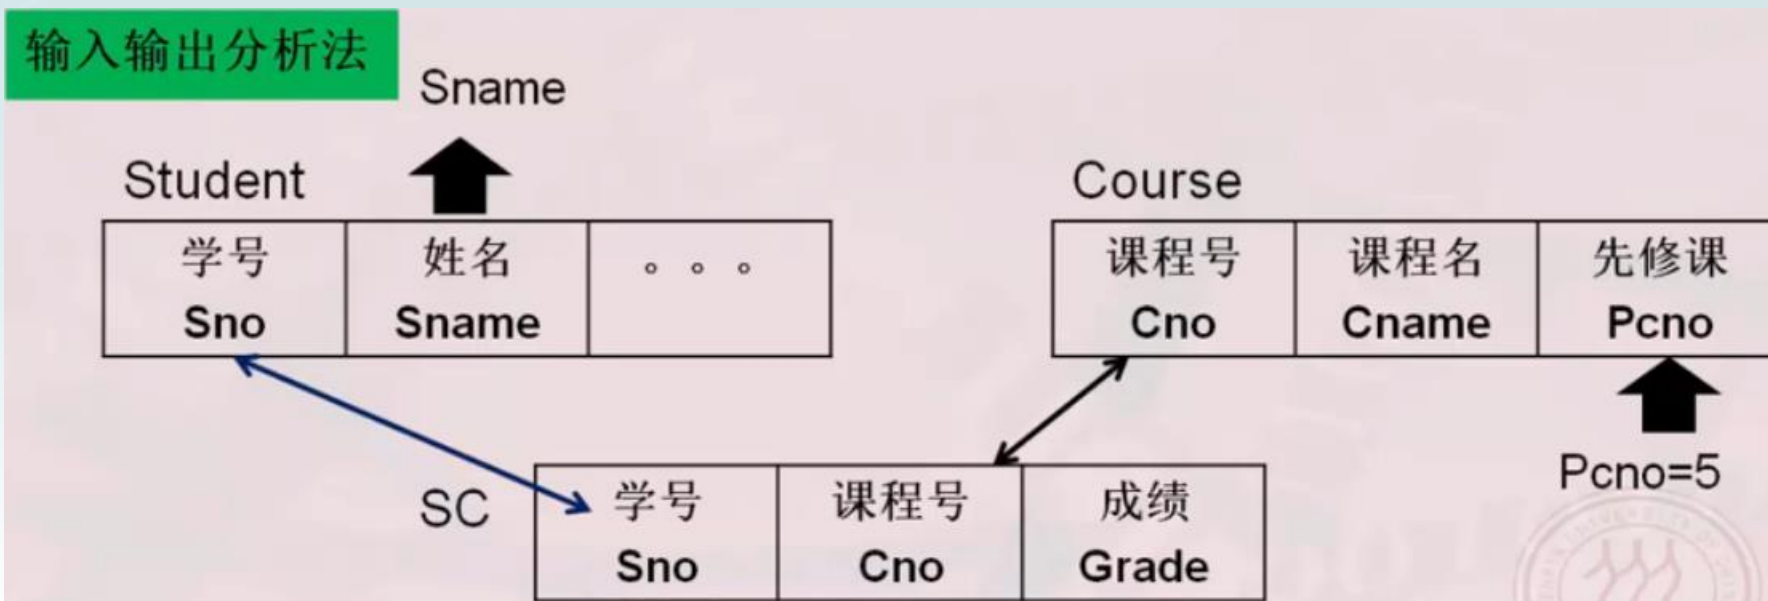 输入输出分析法
Sname
Student
学号 姓名 。。。
Sno Sname
Course
课程号 课程名 先修课
Cno Cname Pcno
Pcno=5
SC
学号 课程号 成绩
Sno Cno Grade